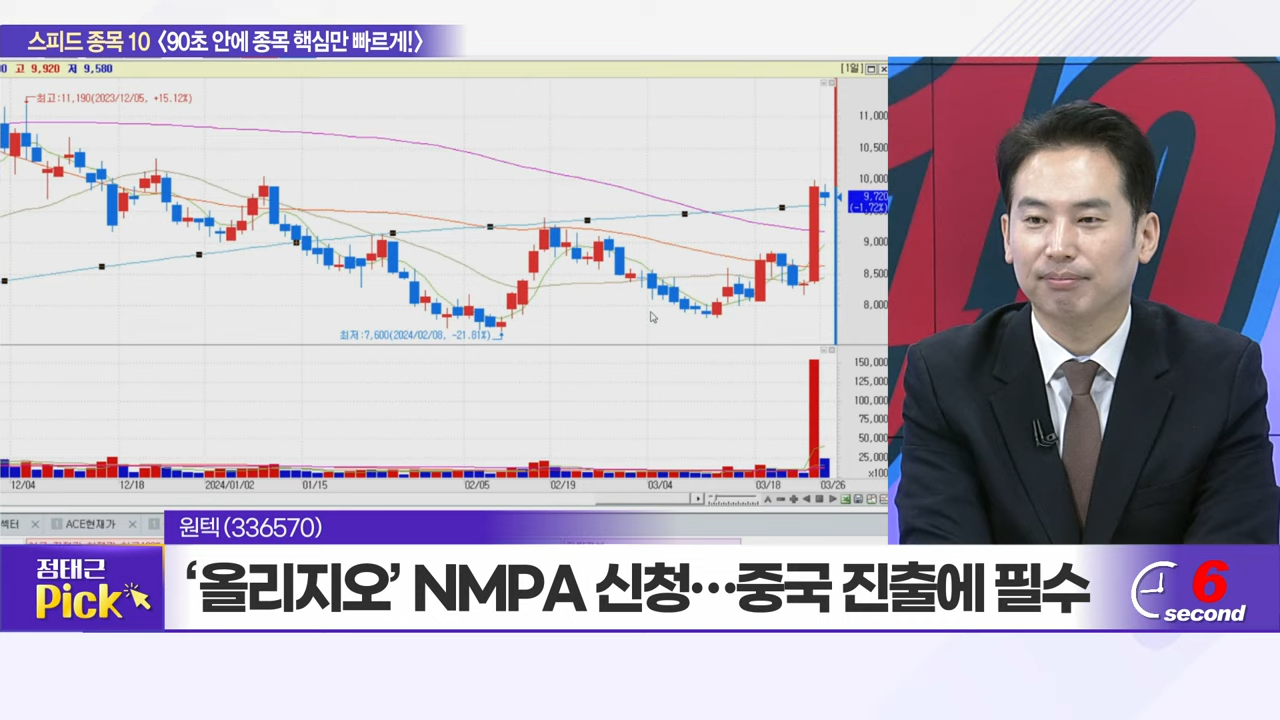 스피드 종목 10 <90초 안에 종목 핵심만 빠르게!>
고 9,920 저 9,580
[1일]
최고:11,190(2023/12/05, +15.12%)
11,000
10,500
10,000
9,720
(-1.72%)
9,000
8,500
8,000
최저:7,600(2024/02/08, -21.81%)
150,000
125,000
100,000
75,000
50,000
25,000
x100
12/04 12/18 2024/01/02 01/15 02/05 02/19 03/04 03/18 03/26
섹터 ACE현재가
원텍(336570)
정태근
Pick
‘올리지오’ NMPA 신청…중국 진출에 필수
6
second